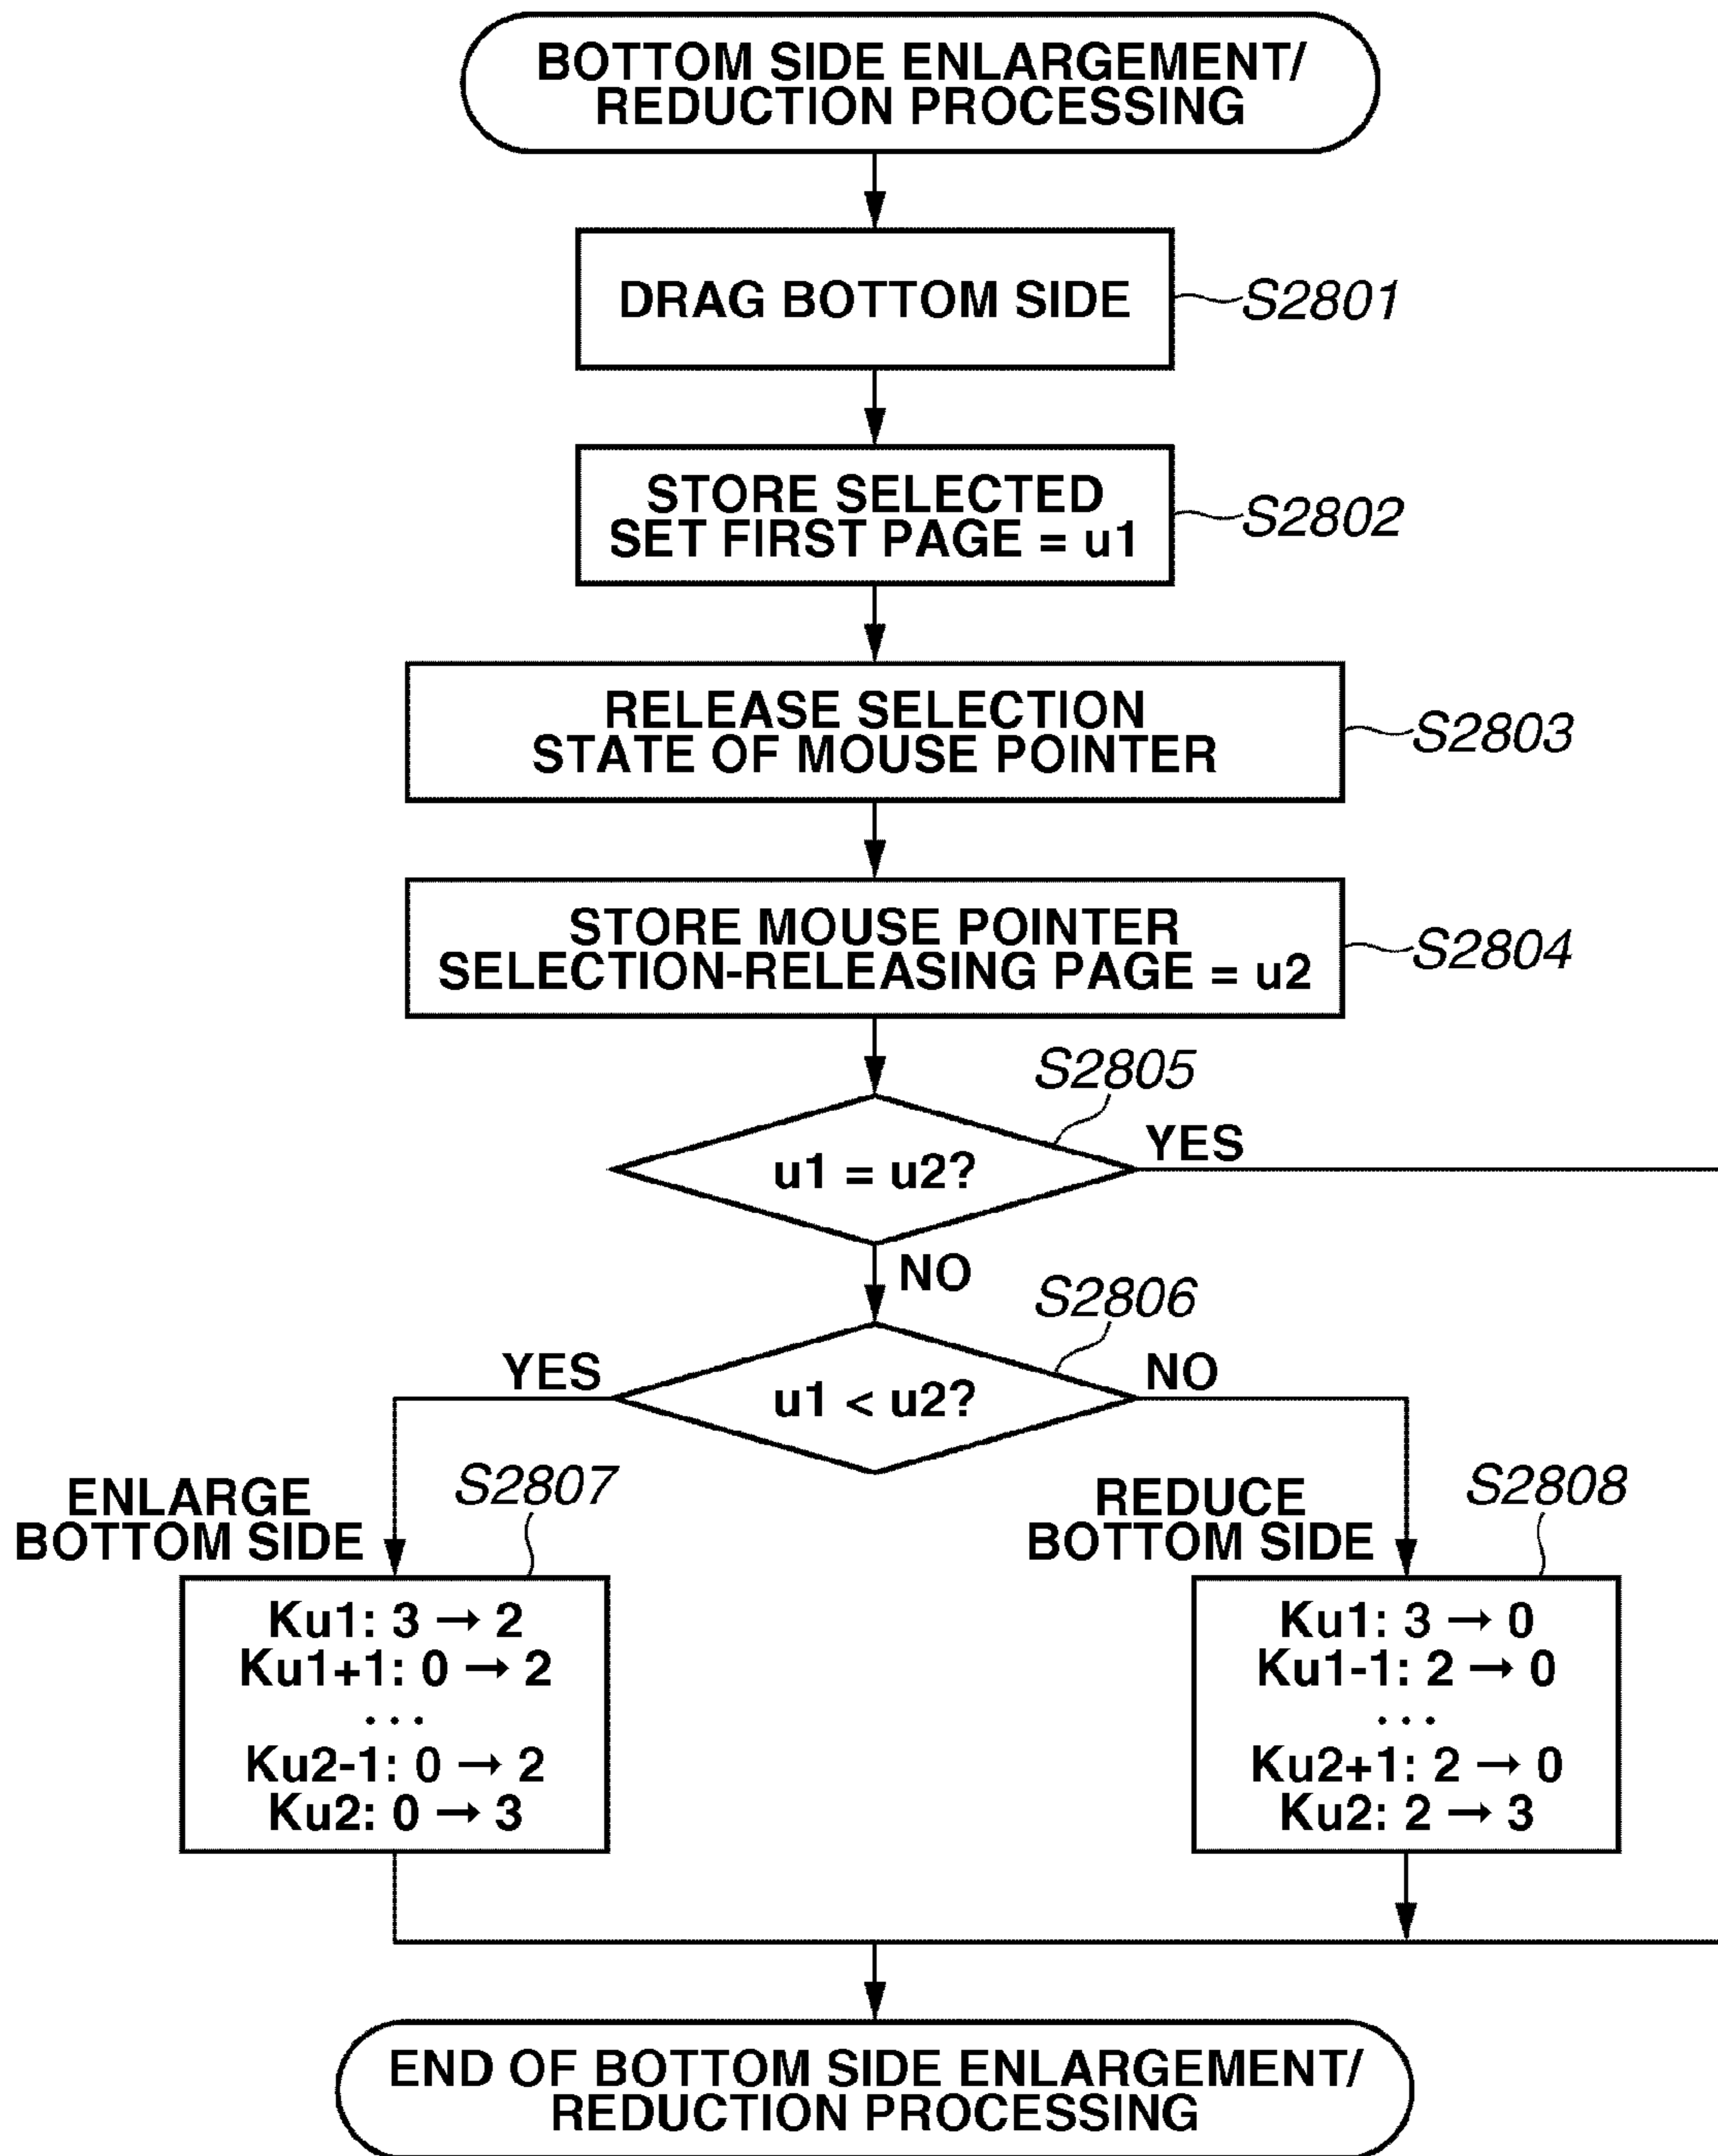 BOTTOM SIDE ENLARGEMENT/
REDUCTION PROCESSING
DRAG BOTTOM SIDE
S2801
STORE SELECTED
SET FIRST PAGE = u1
S2802
RELEASE SELECTION
STATE OF MOUSE POINTER
S2803
STORE MOUSE POINTER
SELECTION-RELEASING PAGE = u2
S2804
S2805
u1 = u2?
YES
NO
S2806
u1 < u2?
YES
NO
ENLARGE
BOTTOM SIDE
S2807
Ku1: 3 → 2
Ku1+1: 0 → 2
...
Ku2-1: 0 → 2
Ku2: 0 → 3
REDUCE
BOTTOM SIDE
S2808
Ku1: 3 → 0
Ku1-1: 2 → 0
...
Ku2+1: 2 → 0
Ku2: 2 → 3
END OF BOTTOM SIDE ENLARGEMENT/
REDUCTION PROCESSING